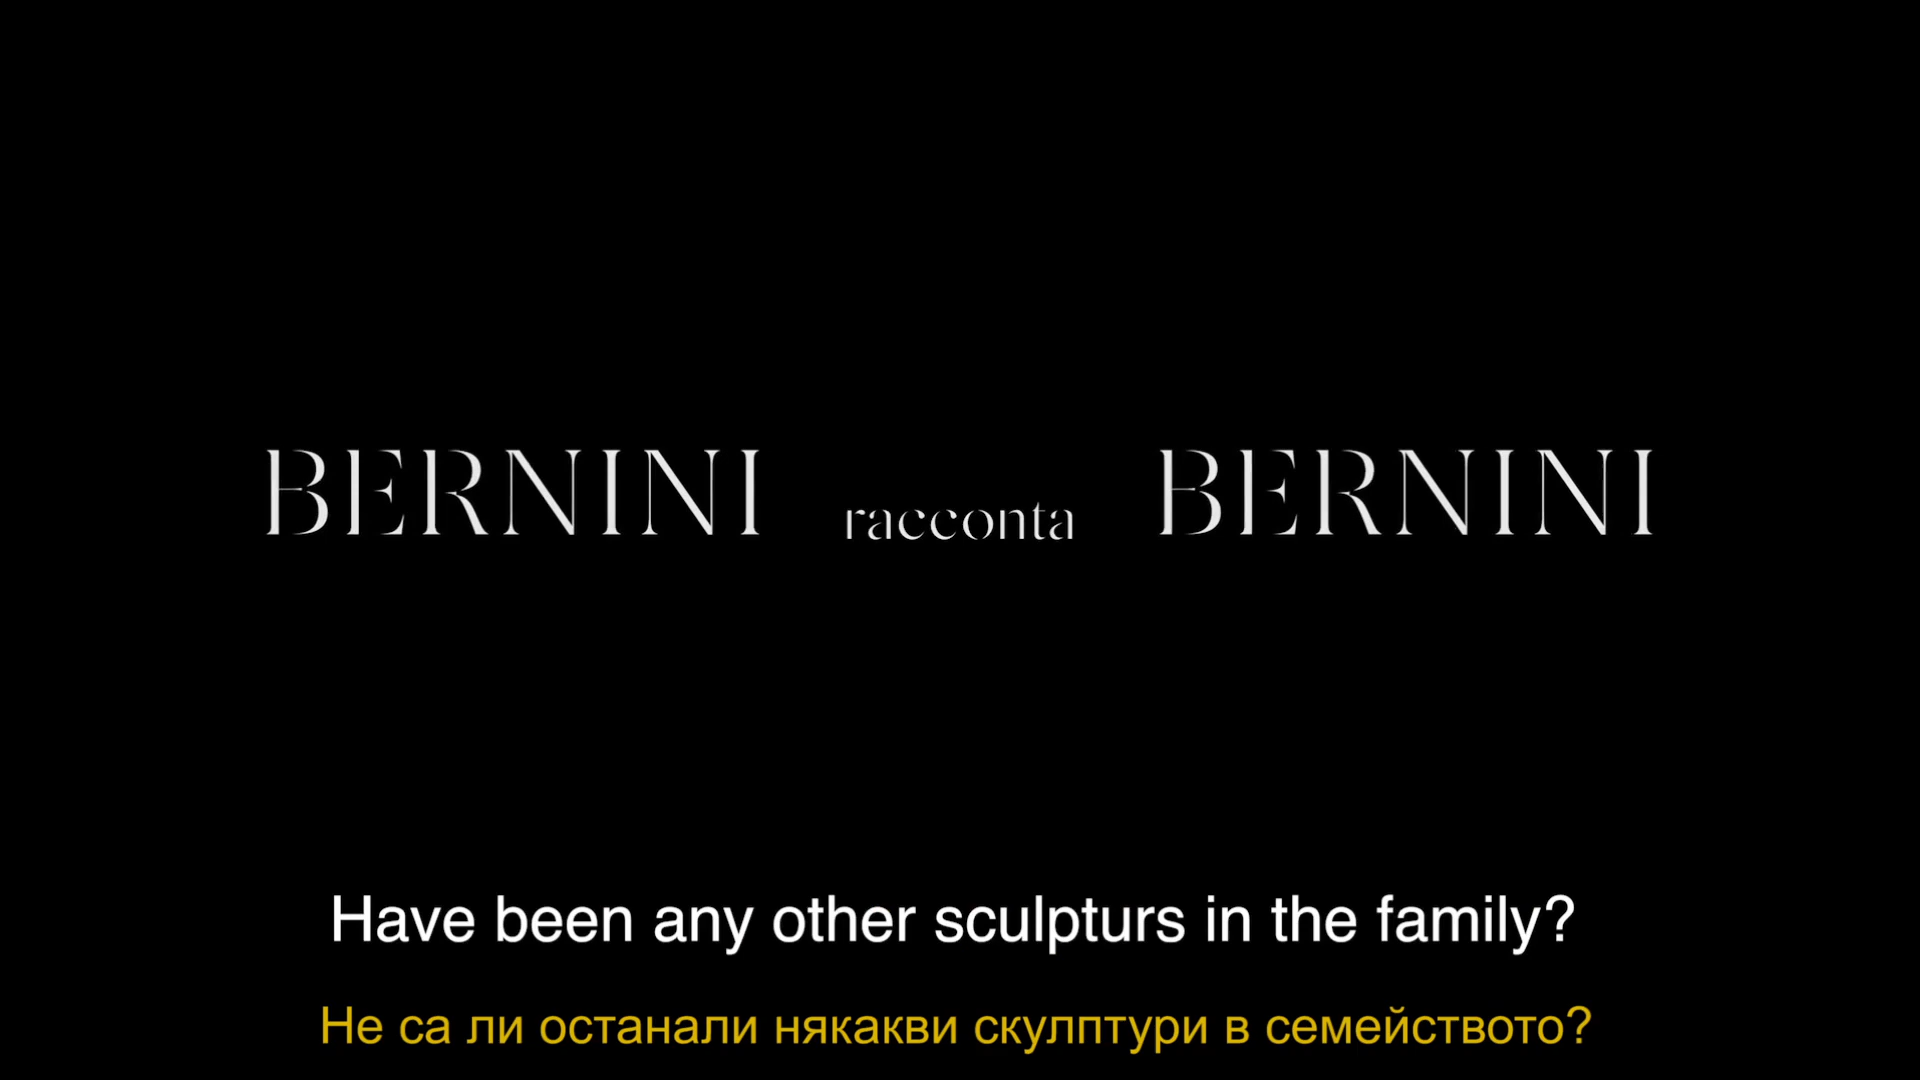 BERNINI racconta BERNINI
Have been any other sculpturs in the family?
Не са ли останали някакви скулптури в семейството?